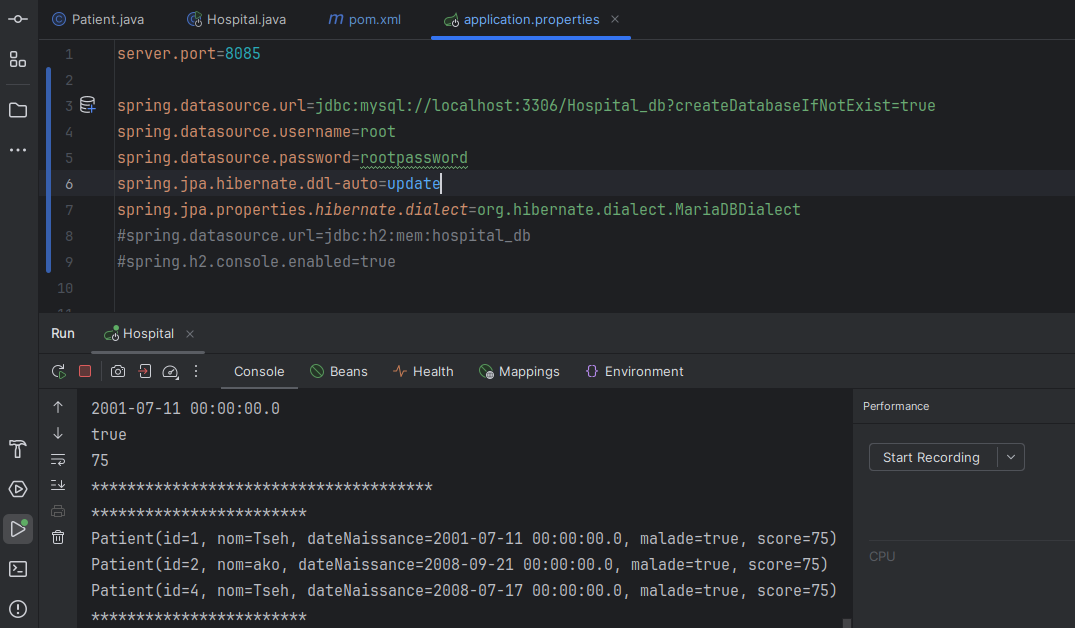 Patient.java Hospital.java pom.xml application.properties
1 server.port=8085
2
3 spring.datasource.url=jdbc:mysql://localhost:3306/Hospital_db?createDatabaseIfNotExist=true
4 spring.datasource.username=root
5 spring.datasource.password=rootpassword
6 spring.jpa.hibernate.ddl-auto=update
7 spring.jpa.properties.hibernate.dialect=org.hibernate.dialect.MariaDBDialect
8 #spring.datasource.url=jdbc:h2:mem:hospital_db
9 #spring.h2.console.enabled=true
10
Run Hospital
Console Beans Health Mappings Environment
2001-07-11 00:00:00.0
true
75
**************************************
************************
Patient(id=1, nom=Tseh, dateNaissance=2001-07-11 00:00:00.0, malade=true, score=75)
Patient(id=2, nom=ako, dateNaissance=2008-09-21 00:00:00.0, malade=true, score=75)
Patient(id=4, nom=Tseh, dateNaissance=2008-07-17 00:00:00.0, malade=true, score=75)
************************
Performance
Start Recording
CPU